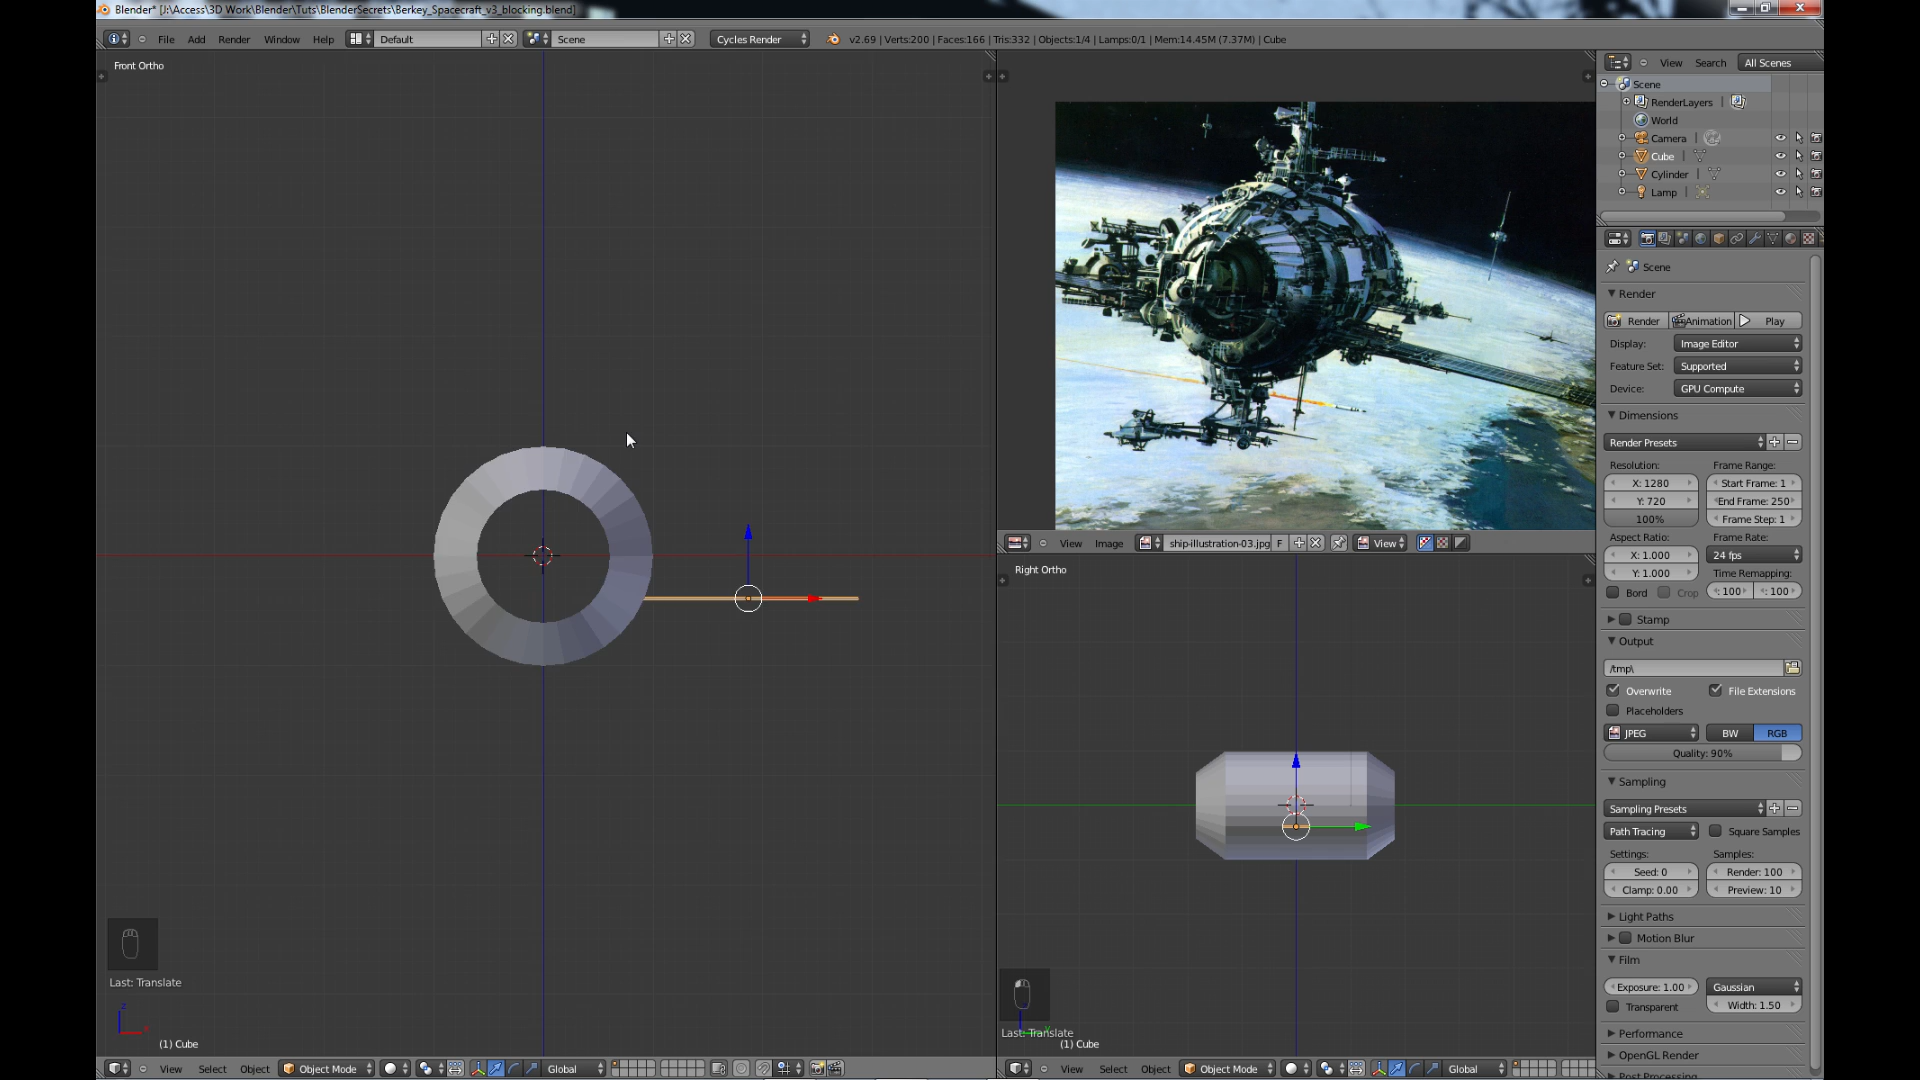 Blender* [J:\Access\3D Work\Blender\Tuts\BlenderSecrets\Berkey_Spacecraft_v3_blocking.blend]
File Add Render Window Help Default Scene Cycles Render v2.69 | Verts:200 | Faces:166 | Tris:332 | Objects:1/4 | Lamps:0/1 | Mem:14.45M (7.37M) | Cube
Front Ortho
Last: Translate
(1) Cube
View Select Object Object Mode Global
View Image ship-illustration-03.jpg F View
Right Ortho
Last: Translate
(1) Cube
View Select Object Object Mode Global
View Search All Scenes
Scene
RenderLayers
World
Camera
Cube
Cylinder
Lamp
Scene
Render
Render Animation Play
Display: Image Editor
Feature Set: Supported
Device: GPU Compute
Dimensions
Render Presets
Resolution: Frame Range:
X: 1280 Start Frame: 1
Y: 720 End Frame: 250
100% Frame Step: 1
Aspect Ratio: Frame Rate:
X: 1.000 24 fps
Y: 1.000 Time Remapping:
Bord Crop : 100 : 100
Stamp
Output
/tmp\
Overwrite File Extensions
Placeholders
JPEG BW RGB
Quality: 90%
Sampling
Sampling Presets
Path Tracing Square Samples
Settings: Samples:
Seed: 0 Render: 100
Clamp: 0.00 Preview: 10
Light Paths
Motion Blur
Film
Exposure: 1.00 Gaussian
Transparent Width: 1.50
Performance
OpenGL Render
Post Processing